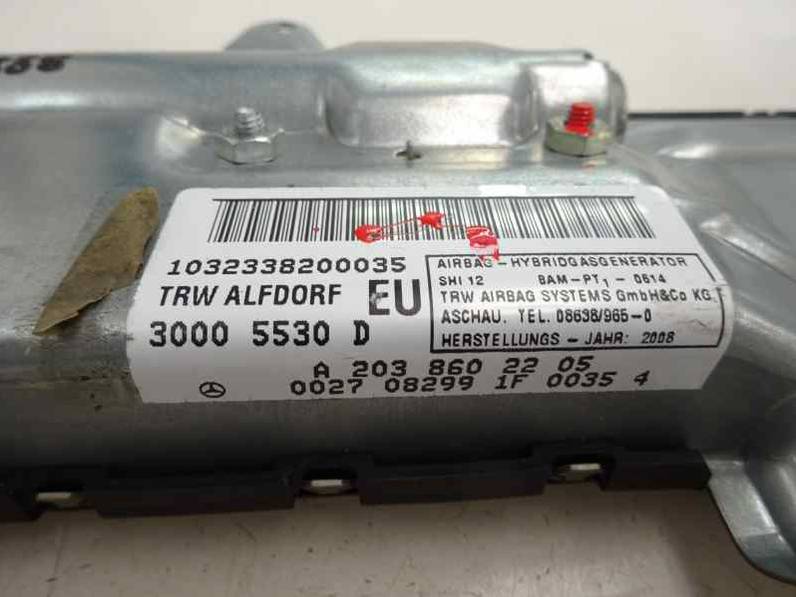 1032338200035
TRW ALFDORF EU
3000 5530 D
AIRBAG - HYBRIDGASGENERATOR
SHI 12 BAM-PT1 - 0614
TRW AIRBAG SYSTEMS GmbH&Co KG
ASCHAU. TEL. 08638/965-0
HERSTELLUNGS - JAHR: 2008
A 203 860 22 05
0027 08299 1F 0035 4